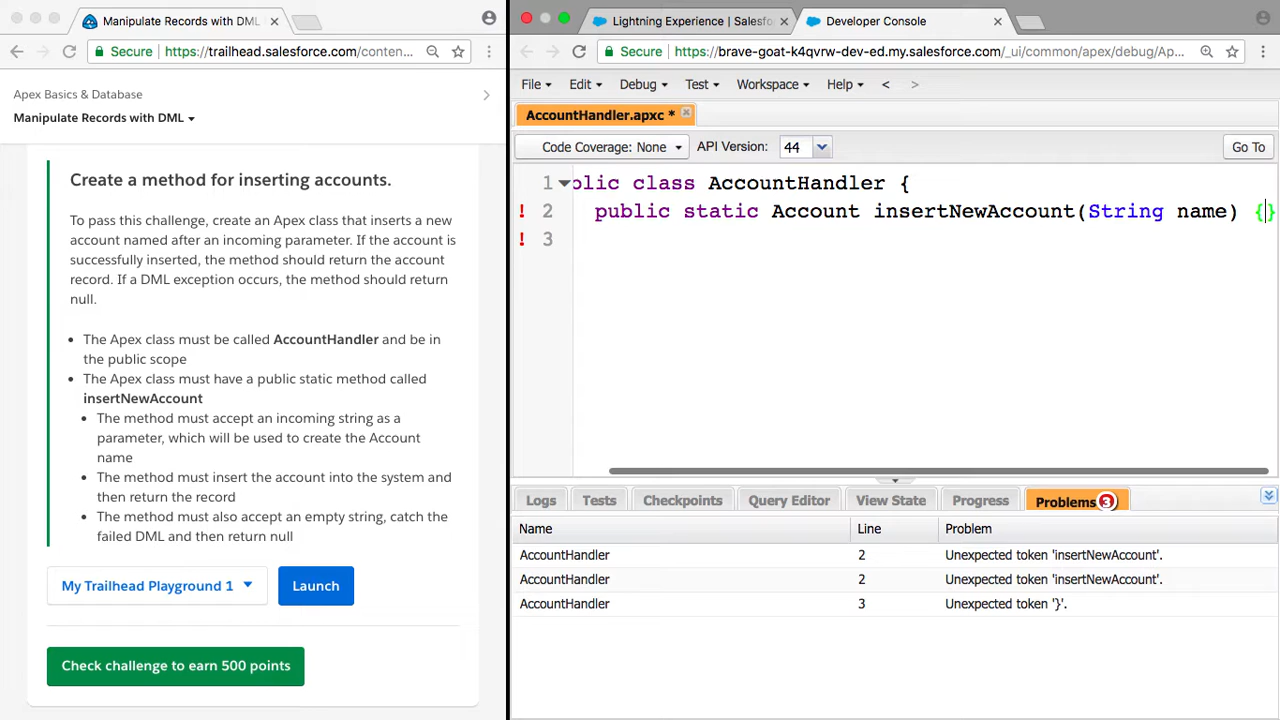 Manipulate Records with DML
Secure https://trailhead.salesforce.com/conten...
Apex Basics & Database
Manipulate Records with DML
Create a method for inserting accounts.
To pass this challenge, create an Apex class that inserts a new
account named after an incoming parameter. If the account is
successfully inserted, the method should return the account
record. If a DML exception occurs, the method should return
null.
The Apex class must be called AccountHandler and be in
the public scope
The Apex class must have a public static method called
insertNewAccount
The method must accept an incoming string as a
parameter, which will be used to create the Account
name
The method must insert the account into the system and
then return the record
The method must also accept an empty string, catch the
failed DML and then return null
My Trailhead Playground 1
Launch
Check challenge to earn 500 points
Lightning Experience | Salesfo
Developer Console
Secure https://brave-goat-k4qvrw-dev-ed.my.salesforce.com/_ui/common/apex/debug/Ap...
File Edit Debug Test Workspace Help < >
AccountHandler.apxc *
Code Coverage: None API Version: 44 Go To
1 blic class AccountHandler {
! 2 public static Account insertNewAccount(String name) {}
! 3
Logs Tests Checkpoints Query Editor View State Progress Problems 3
Name Line Problem
AccountHandler 2 Unexpected token 'insertNewAccount'.
AccountHandler 2 Unexpected token 'insertNewAccount'.
AccountHandler 3 Unexpected token '}'.